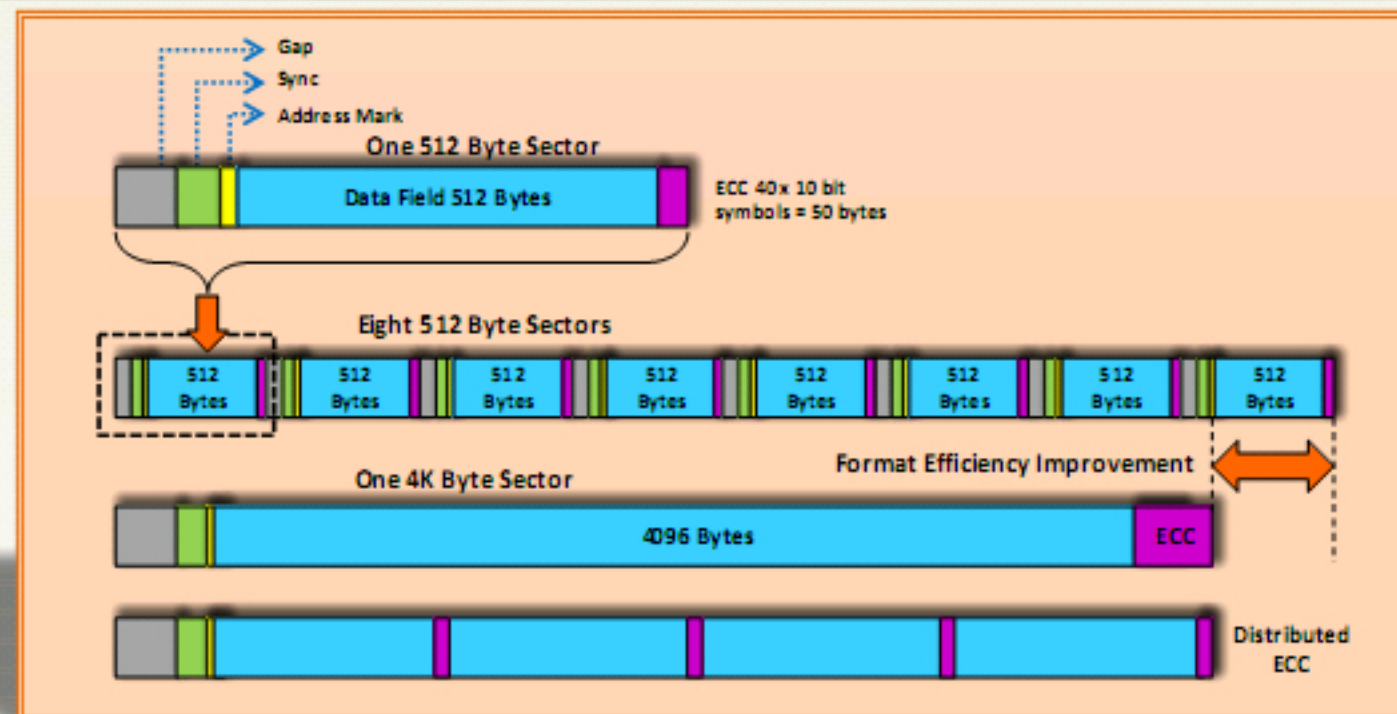 Gap
Sync
Address Mark
One 512 Byte Sector
Data Field 512 Bytes
ECC 40x 10 bit
symbols = 50 bytes
Eight 512 Byte Sectors
512
Bytes
512
Bytes
512
Bytes
512
Bytes
512
Bytes
512
Bytes
512
Bytes
512
Bytes
Format Efficiency Improvement
One 4K Byte Sector
4096 Bytes
ECC
Distributed
ECC